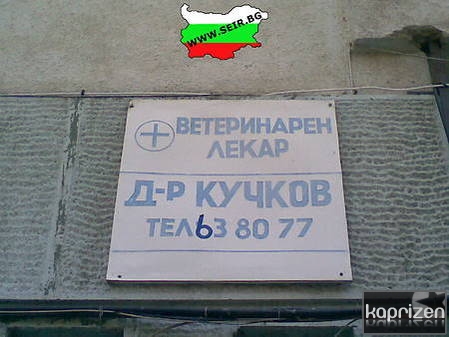 WWW.SEIR.BG
ВЕТЕРИНАРЕН
ЛЕКАР
Д-Р КУЧКОВ
ТЕЛ 63 80 77
kaprizen